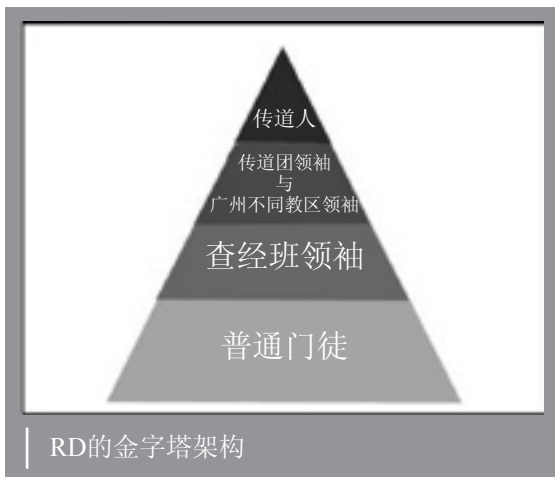 传道人
传道团领袖
与
广州不同教区领袖
查经班领袖
普通门徒
RD的金字塔架构